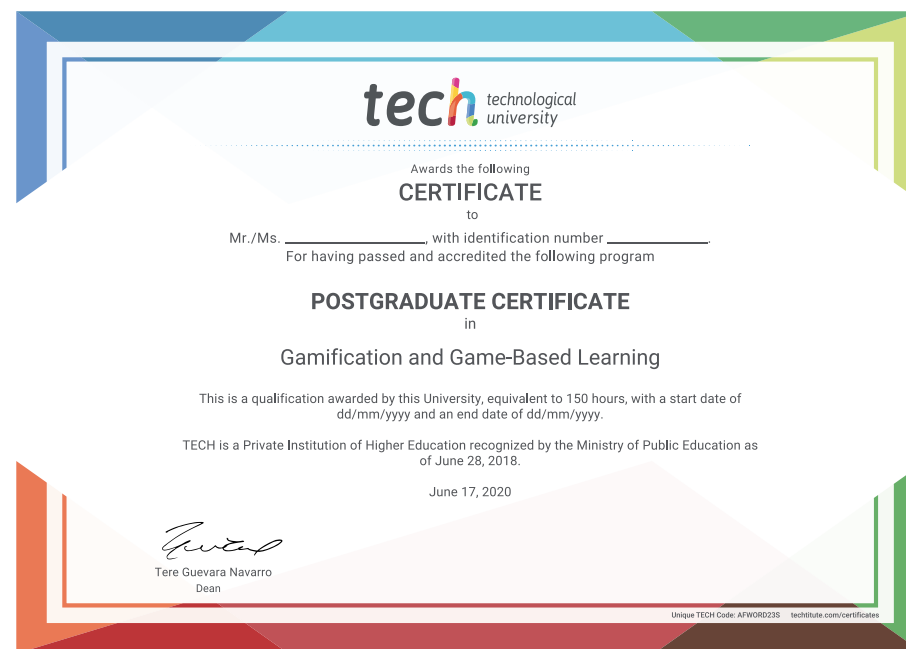 tech technological university
Awards the following
CERTIFICATE
to
Mr./Ms. ____________________, with identification number ______________.
For having passed and accredited the following program
POSTGRADUATE CERTIFICATE
in
Gamification and Game-Based Learning
This is a qualification awarded by this University, equivalent to 150 hours, with a start date of
dd/mm/yyyy and an end date of dd/mm/yyyy.
TECH is a Private Institution of Higher Education recognized by the Ministry of Public Education as
of June 28, 2018.
June 17, 2020
Tere Guevara Navarro
Dean
Unique TECH Code: AFWORD23S techtitute.com/certificates